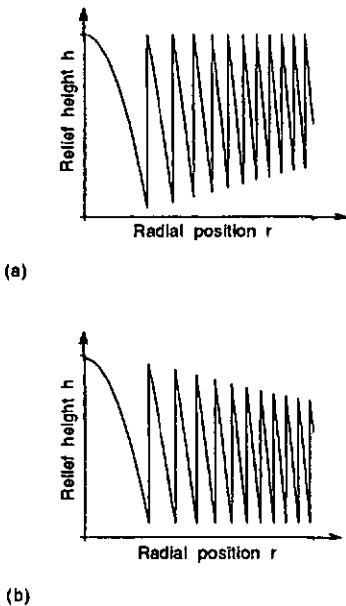 Relief height h
Radial position r
(a)
Relief height h
Radial position r
(b)